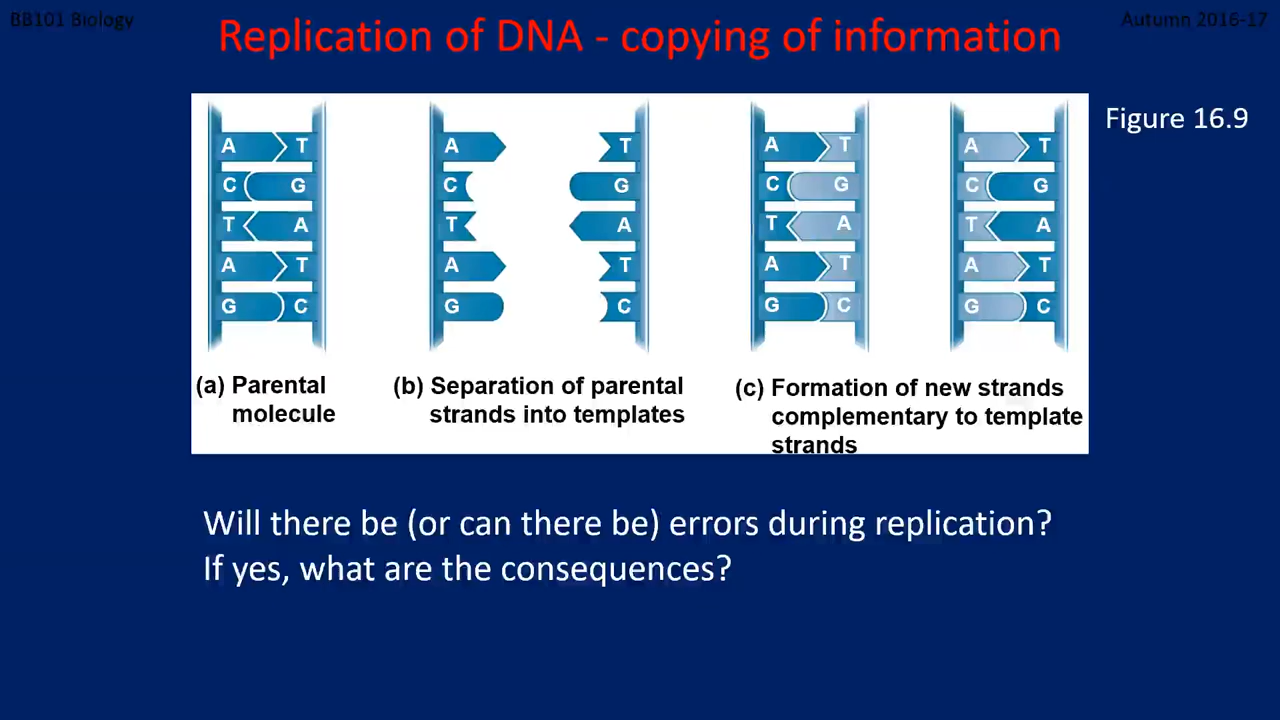 BB101 Biology
Autumn 2016-17
Replication of DNA - copying of information
Figure 16.9
A T A T A T A T
C G C G C G C G
T A T A T A T A
A T A T A T A T
G C G C G C G C
(a) Parental
molecule
(b) Separation of parental
strands into templates
(c) Formation of new strands
complementary to template
strands
Will there be (or can there be) errors during replication?
If yes, what are the consequences?